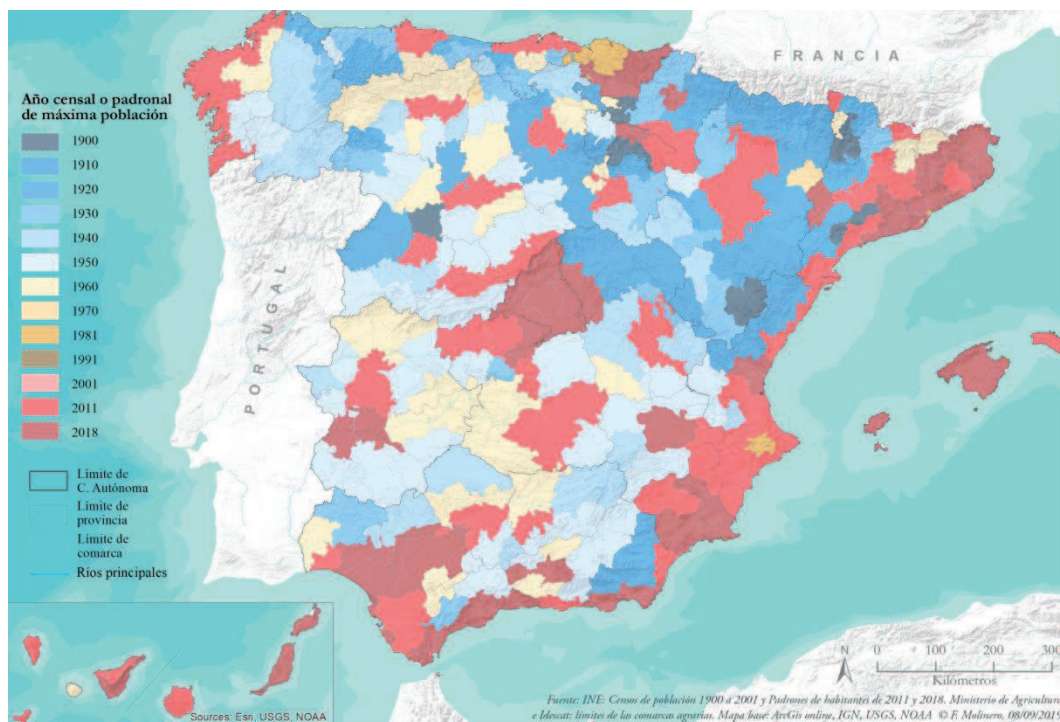 FRANCIA
PORTUGAL
Año censal o padronal
de máxima población
1900
1910
1920
1930
1940
1950
1960
1970
1981
1991
2001
2011
2018
Límite de
C. Autónoma
Límite de
provincia
Límite de
comarca
Ríos principales
Sources: Esri, USGS, NOAA
N
0 100 200 300
Kilómetros
Fuente: INE: Censos de población 1900 a 2001 y Padrones de habitantes de 2011 y 2018. Ministerio de Agricultur
e Idescat: límites de las comarcas agrarias. Mapa base: ArcGis online, IGN, USGS, NOAA © F. Molinero, 08/09/2019